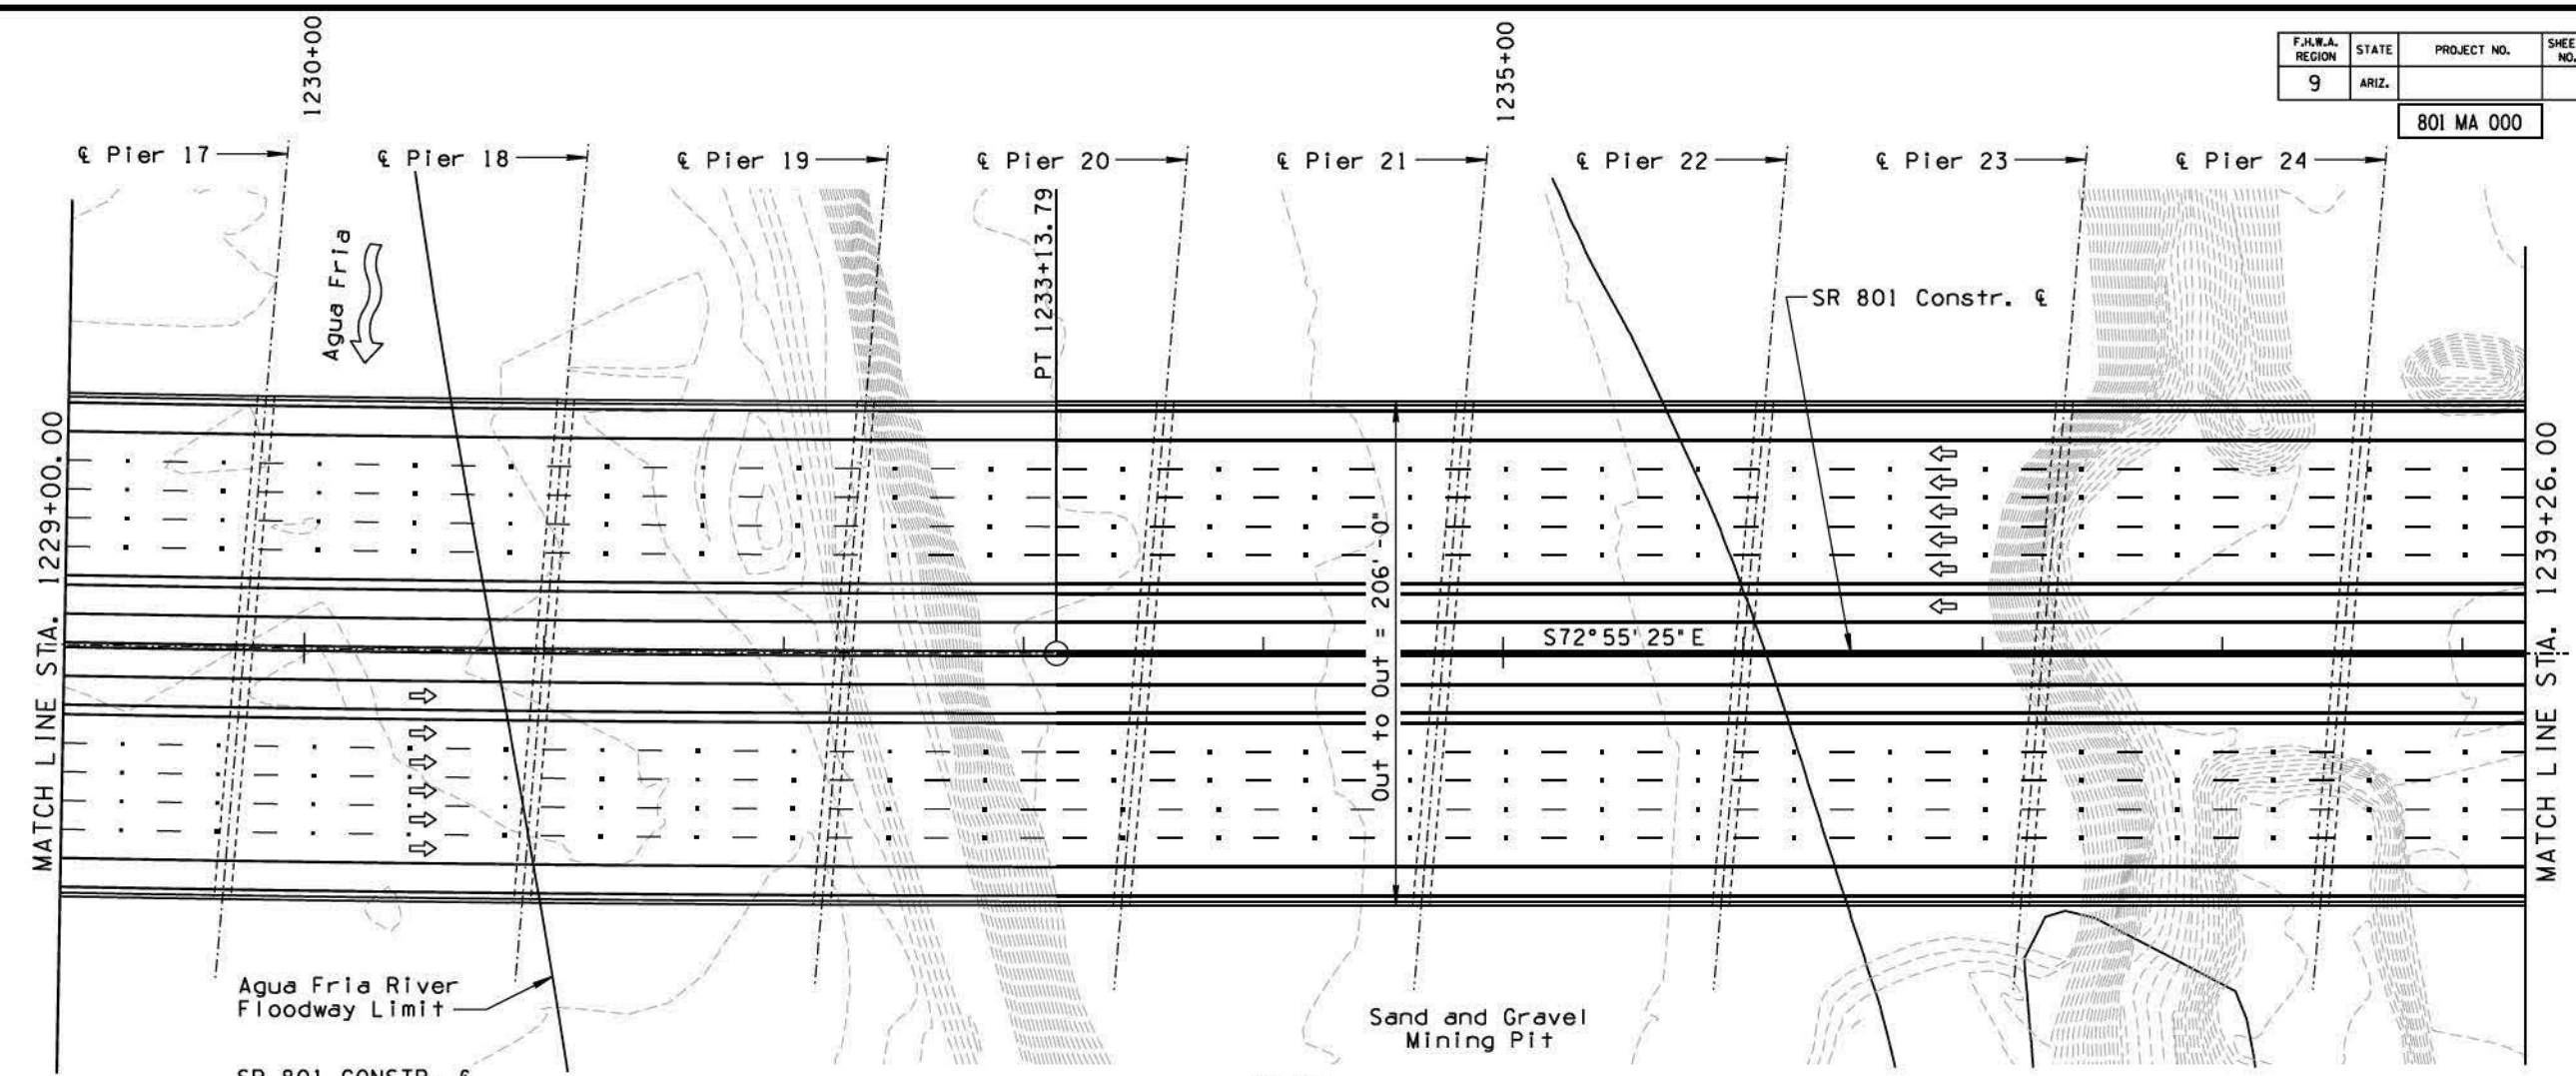 1230+00
1235+00
F.H.W.A. REGION STATE PROJECT NO.
9 ARIZ.
801 MA 000
℄ Pier 17
℄ Pier 18
℄ Pier 19
℄ Pier 20
℄ Pier 21
℄ Pier 22
℄ Pier 23
℄ Pier 24
Agua Fria
PT 1233+13.79
SR 801 Constr. ℄
MATCH LINE STA. 1229+00.00
Out to Out = 206'-0"
S72°55'25"E
MATCH LINE STA. 1239+26.00
Agua Fria River
Floodway Limit
Sand and Gravel
Mining Pit
SR 801 CONSTR. ℄